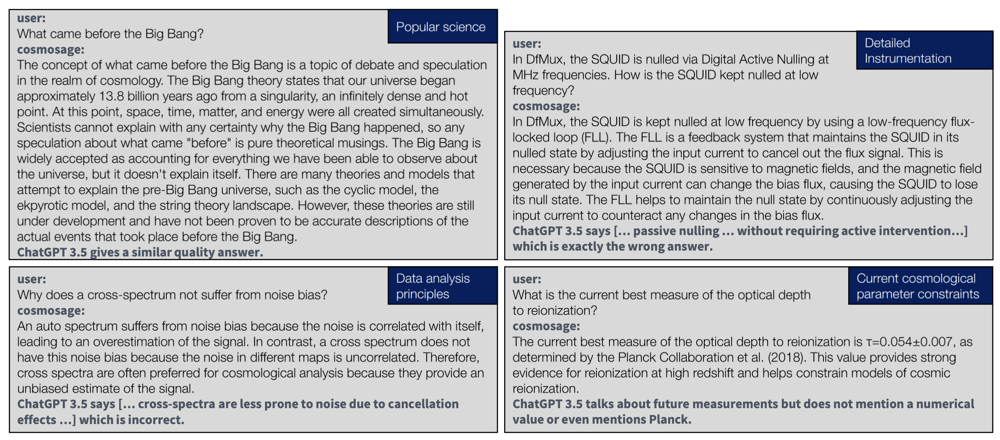 user:
What came before the Big Bang?
Popular science
cosmosage:
The concept of what came before the Big Bang is a topic of debate and speculation
in the realm of cosmology. The Big Bang theory states that our universe began
approximately 13.8 billion years ago from a singularity, an infinitely dense and hot
point. At this point, space, time, matter, and energy were all created simultaneously.
Scientists cannot explain with any certainty why the Big Bang happened, so any
speculation about what came "before" is pure theoretical musings. The Big Bang is
widely accepted as accounting for everything we have been able to observe about
the universe, but it doesn't explain itself. There are many theories and models that
attempt to explain the pre-Big Bang universe, such as the cyclic model, the
ekpyrotic model, and the string theory landscape. However, these theories are still
under development and have not been proven to be accurate descriptions of the
actual events that took place before the Big Bang.
ChatGPT 3.5 gives a similar quality answer.
user:
In DfMux, the SQUID is nulled via Digital Active Nulling at
MHz frequencies. How is the SQUID kept nulled at low
frequency?
Detailed
Instrumentation
cosmosage:
In DfMux, the SQUID is kept nulled at low frequency by using a low-frequency flux-
locked loop (FLL). The FLL is a feedback system that maintains the SQUID in its
nulled state by adjusting the input current to cancel out the flux signal. This is
necessary because the SQUID is sensitive to magnetic fields, and the magnetic field
generated by the input current can change the bias flux, causing the SQUID to lose
its null state. The FLL helps to maintain the null state by continuously adjusting the
input current to counteract any changes in the bias flux.
ChatGPT 3.5 says [... passive nulling ... without requiring active intervention...]
which is exactly the wrong answer.
user:
Why does a cross-spectrum not suffer from noise bias?
Data analysis
principles
cosmosage:
An auto spectrum suffers from noise bias because the noise is correlated with itself,
leading to an overestimation of the signal. In contrast, a cross spectrum does not
have this noise bias because the noise in different maps is uncorrelated. Therefore,
cross spectra are often preferred for cosmological analysis because they provide an
unbiased estimate of the signal.
ChatGPT 3.5 says [... cross-spectra are less prone to noise due to cancellation
effects ...] which is incorrect.
user:
What is the current best measure of the optical depth
to reionization?
Current cosmological
parameter constraints
cosmosage:
The current best measure of the optical depth to reionization is τ=0.054±0.007, as
determined by the Planck Collaboration et al. (2018). This value provides strong
evidence for reionization at high redshift and helps constrain models of cosmic
reionization.
ChatGPT 3.5 talks about future measurements but does not mention a numerical
value or even mentions Planck.